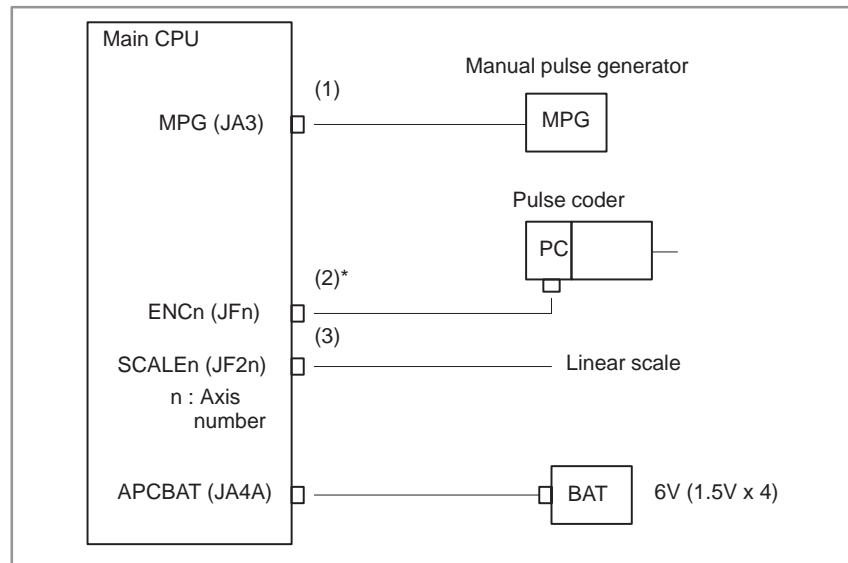 Main CPU
Manual pulse generator
(1)
MPG (JA3)
MPG
Pulse coder
PC
(2)*
ENCn (JFn)
(3)
SCALEn (JF2n)
Linear scale
n : Axis
number
APCBAT (JA4A)
BAT
6V (1.5V x 4)